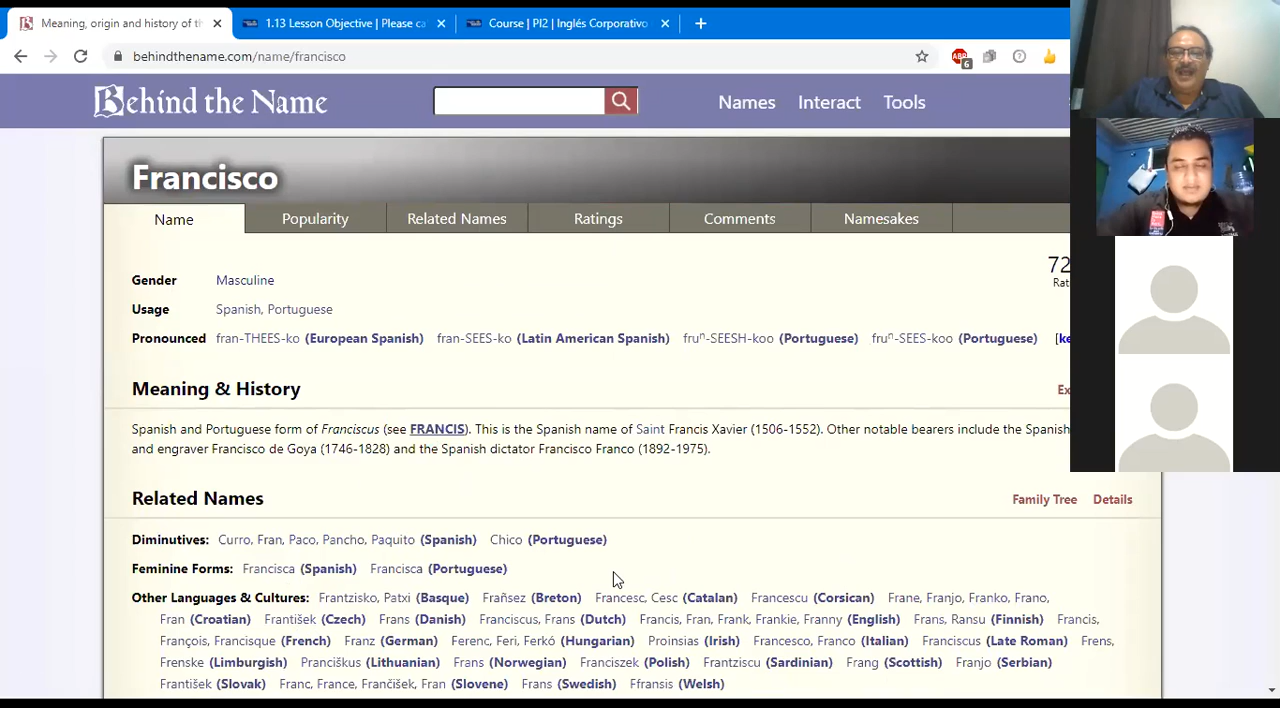 Meaning, origin and history of th
1.13 Lesson Objective | Please ca
Course | PI2 | Inglés Corporativo
behindthename.com/name/francisco
ABP
6
Behind the Name
Names Interact Tools
Francisco
Name Popularity Related Names Ratings Comments Namesakes
72
Rat
Gender Masculine
Usage Spanish, Portuguese
Pronounced fran-THEES-ko (European Spanish) fran-SEES-ko (Latin American Spanish) fruⁿ-SEESH-koo (Portuguese) fruⁿ-SEES-koo (Portuguese) [ke
Meaning & History Ex
Spanish and Portuguese form of Franciscus (see FRANCIS). This is the Spanish name of Saint Francis Xavier (1506-1552). Other notable bearers include the Spanish
and engraver Francisco de Goya (1746-1828) and the Spanish dictator Francisco Franco (1892-1975).
Related Names Family Tree Details
Diminutives: Curro, Fran, Paco, Pancho, Paquito (Spanish) Chico (Portuguese)
Feminine Forms: Francisca (Spanish) Francisca (Portuguese)
Other Languages & Cultures: Frantzisko, Patxi (Basque) Frañsez (Breton) Francesc, Cesc (Catalan) Francescu (Corsican) Frane, Franjo, Franko, Frano,
Fran (Croatian) František (Czech) Frans (Danish) Franciscus, Frans (Dutch) Francis, Fran, Frank, Frankie, Franny (English) Frans, Ransu (Finnish) Francis,
François, Francisque (French) Franz (German) Ferenc, Feri, Ferkó (Hungarian) Proinsias (Irish) Francesco, Franco (Italian) Franciscus (Late Roman) Frens,
Frenske (Limburgish) Pranciškus (Lithuanian) Frans (Norwegian) Franciszek (Polish) Frantziscu (Sardinian) Frang (Scottish) Franjo (Serbian)
František (Slovak) Franc, France, Frančišek, Fran (Slovene) Frans (Swedish) Ffransis (Welsh)